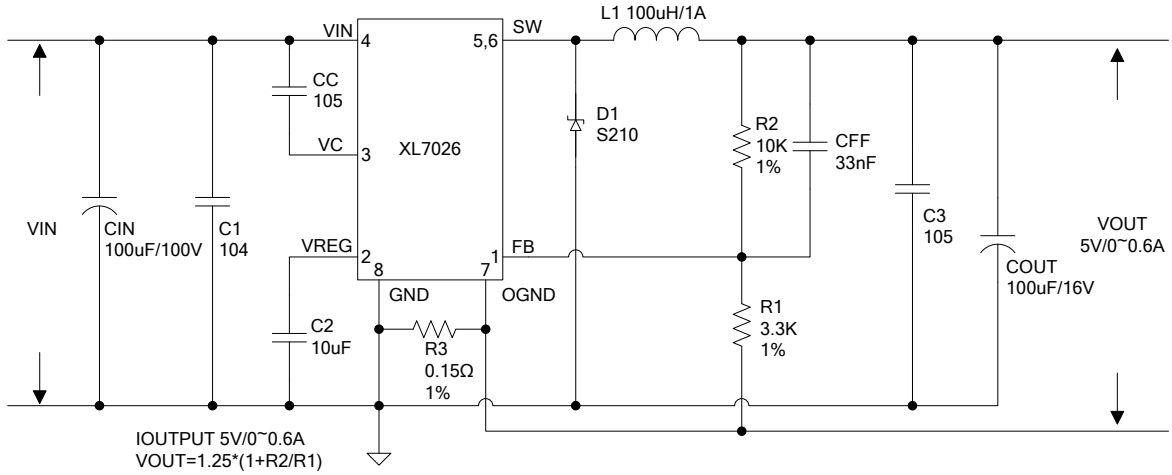 L1 100uH/1A
VIN
4
5,6
SW
CC
105
VC
3
XL7026
D1
S210
R2
10K
1%
CFF
33nF
VIN
CIN
100uF/100V
C1
104
C3
105
VOUT
5V/0~0.6A
COUT
100uF/16V
VREG
2
1
FB
8
7
GND
OGND
C2
10uF
R3
0.15Ω
1%
R1
3.3K
1%
IOUTPUT 5V/0~0.6A
VOUT=1.25*(1+R2/R1)